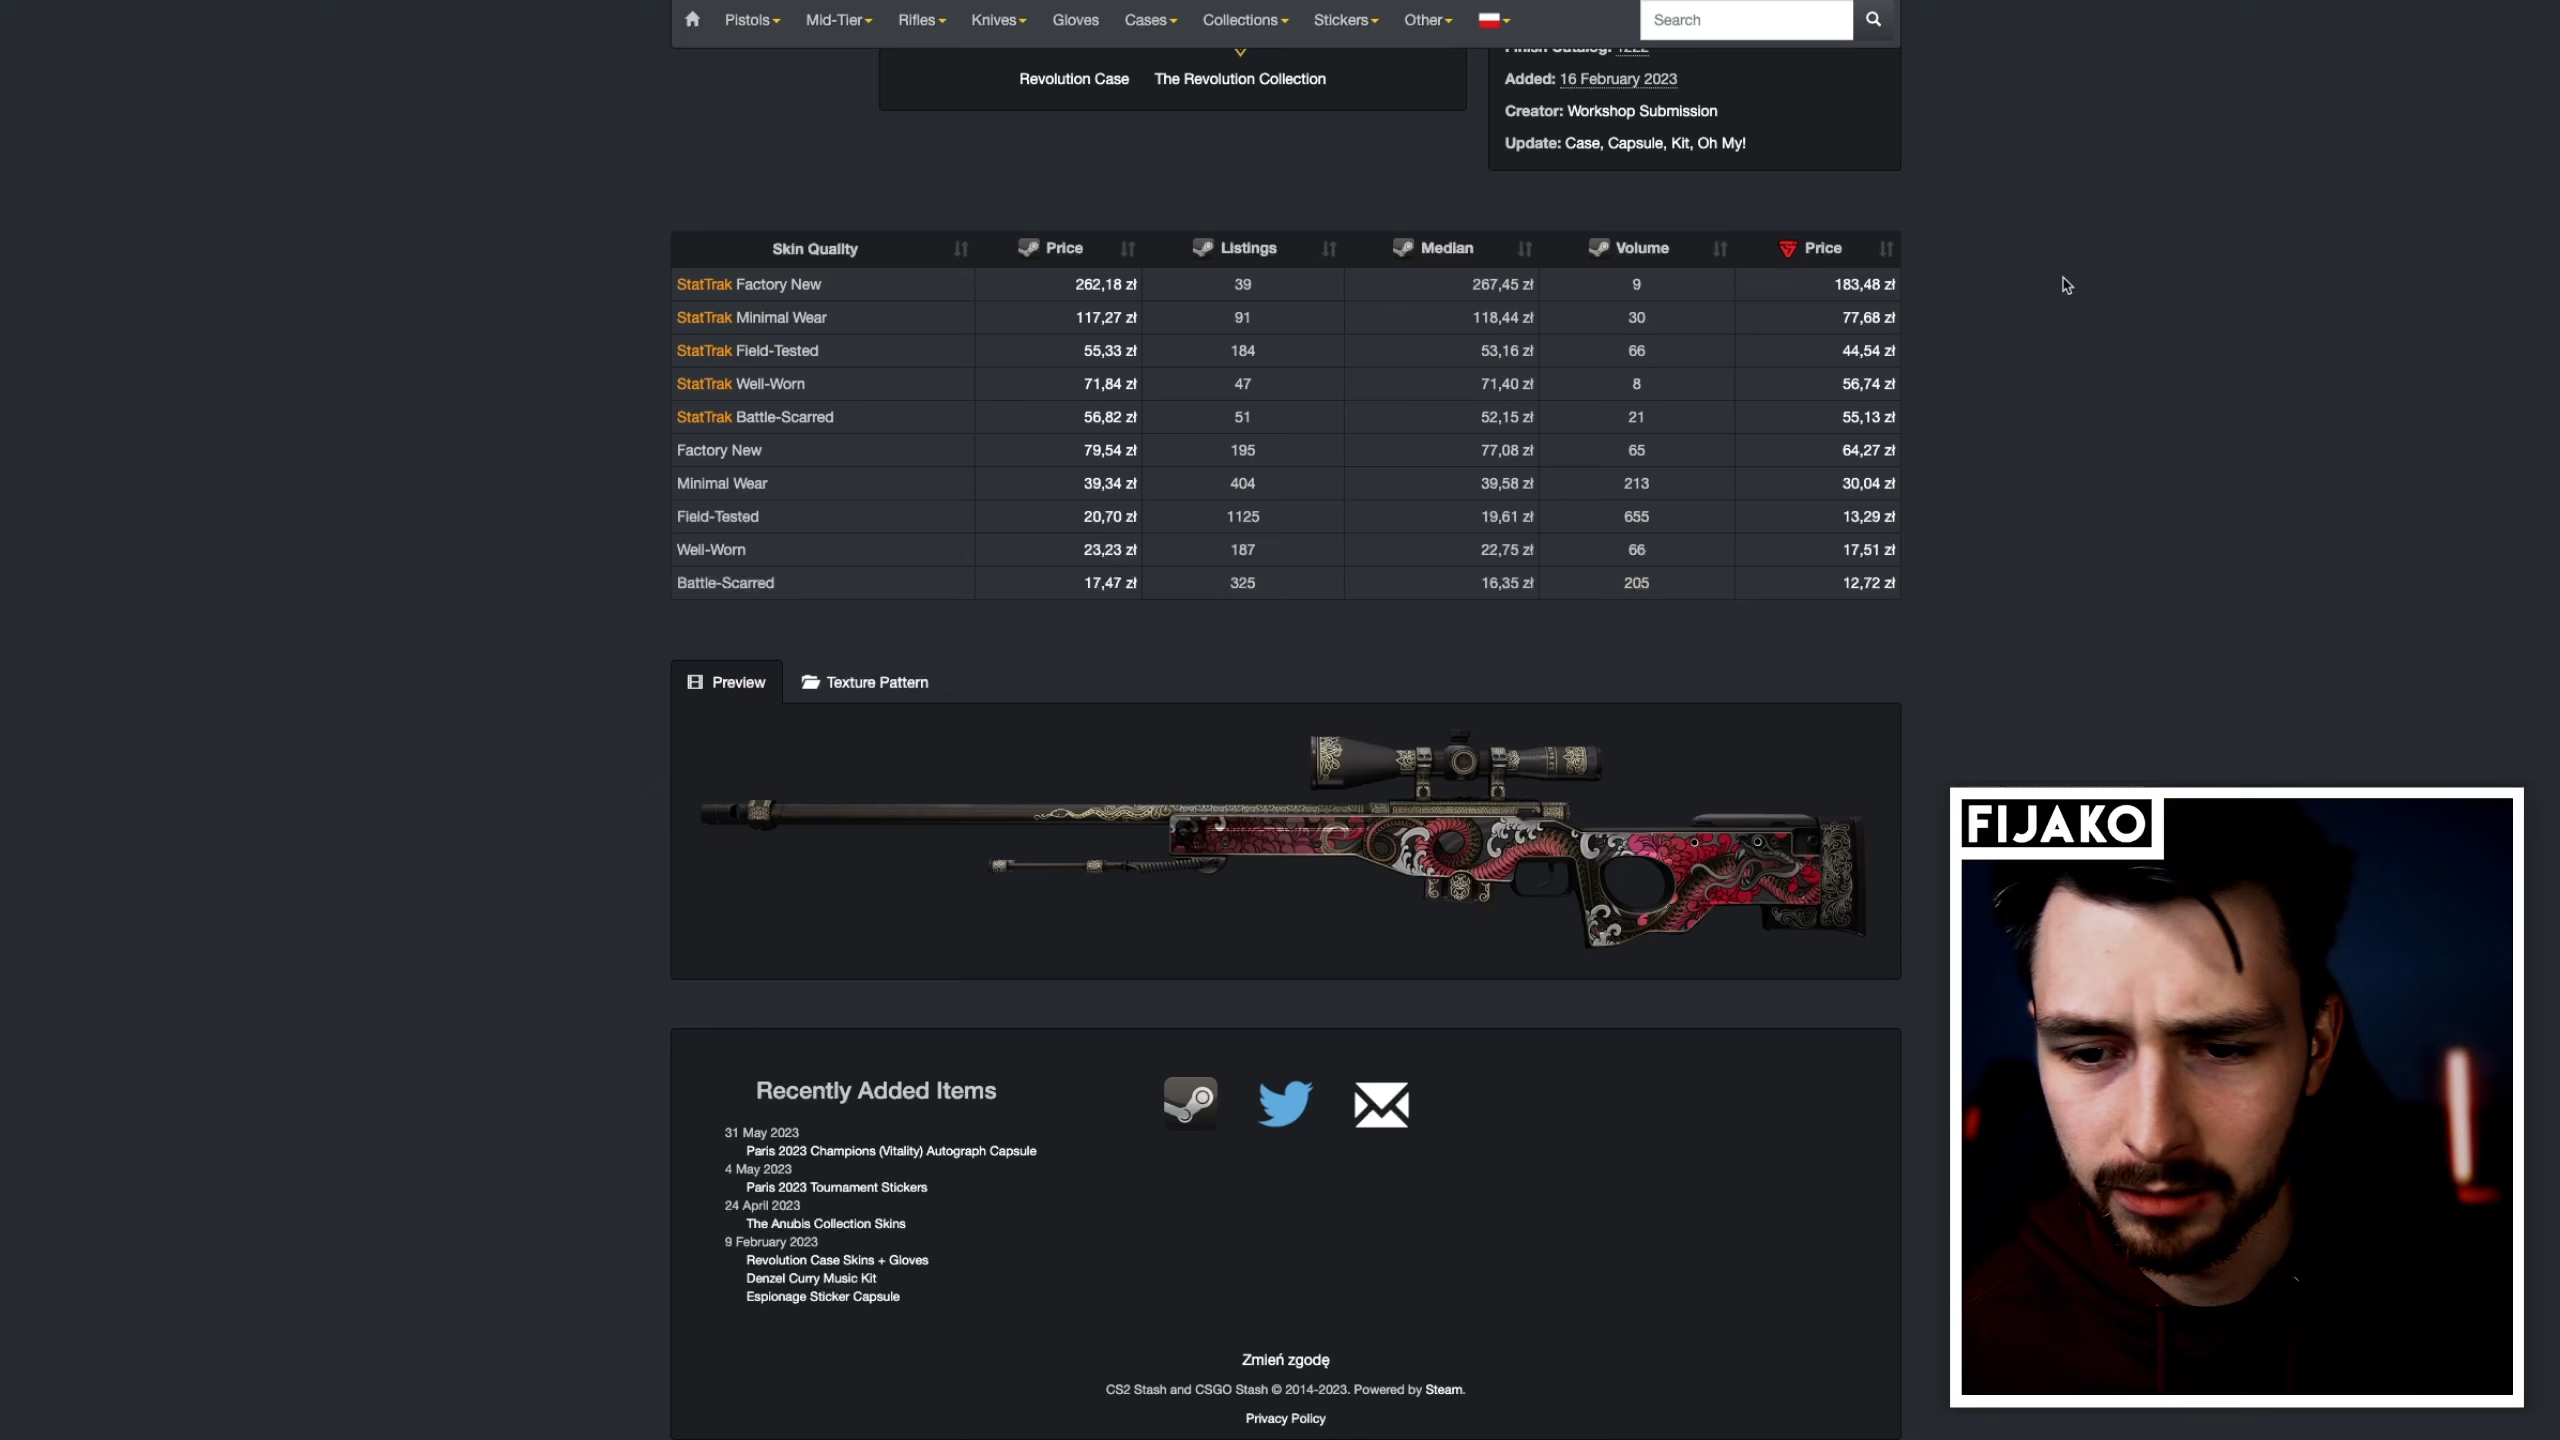 Pistols Mid-Tier Rifles Knives Gloves Cases Collections Stickers Other Search
Finish Catalog: 1222
Revolution Case The Revolution Collection
Added: 16 February 2023
Creator: Workshop Submission
Update: Case, Capsule, Kit, Oh My!
Skin Quality Price Listings Median Volume Price
StatTrak Factory New 262,18 zł 39 267,45 zł 9 183,48 zł
StatTrak Minimal Wear 117,27 zł 91 118,44 zł 30 77,68 zł
StatTrak Field-Tested 55,33 zł 184 53,16 zł 66 44,54 zł
StatTrak Well-Worn 71,84 zł 47 71,40 zł 8 56,74 zł
StatTrak Battle-Scarred 56,82 zł 51 52,15 zł 21 55,13 zł
Factory New 79,54 zł 195 77,08 zł 65 64,27 zł
Minimal Wear 39,34 zł 404 39,58 zł 213 30,04 zł
Field-Tested 20,70 zł 1125 19,61 zł 655 13,29 zł
Well-Worn 23,23 zł 187 22,75 zł 66 17,51 zł
Battle-Scarred 17,47 zł 325 16,35 zł 205 12,72 zł
Preview Texture Pattern
FIJAKO
Recently Added Items
31 May 2023
Paris 2023 Champions (Vitality) Autograph Capsule
4 May 2023
Paris 2023 Tournament Stickers
24 April 2023
The Anubis Collection Skins
9 February 2023
Revolution Case Skins + Gloves
Denzel Curry Music Kit
Espionage Sticker Capsule
Zmień zgodę
CS2 Stash and CSGO Stash © 2014-2023. Powered by Steam.
Privacy Policy